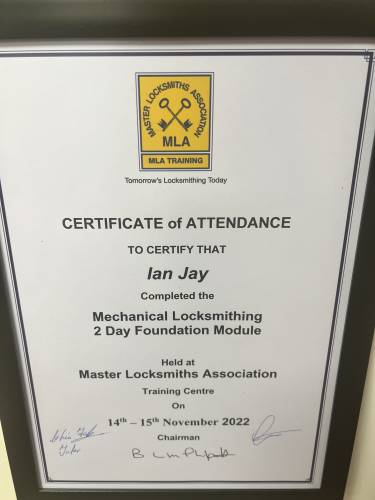 MASTER LOCKSMITHS ASSOCIATION
MLA
MLA TRAINING
Tomorrow's Locksmithing Today
CERTIFICATE of ATTENDANCE
TO CERTIFY THAT
Ian Jay
Completed the
Mechanical Locksmithing
2 Day Foundation Module
Held at
Master Locksmiths Association
Training Centre
On
14th – 15th November 2022
Chairman
Tutor